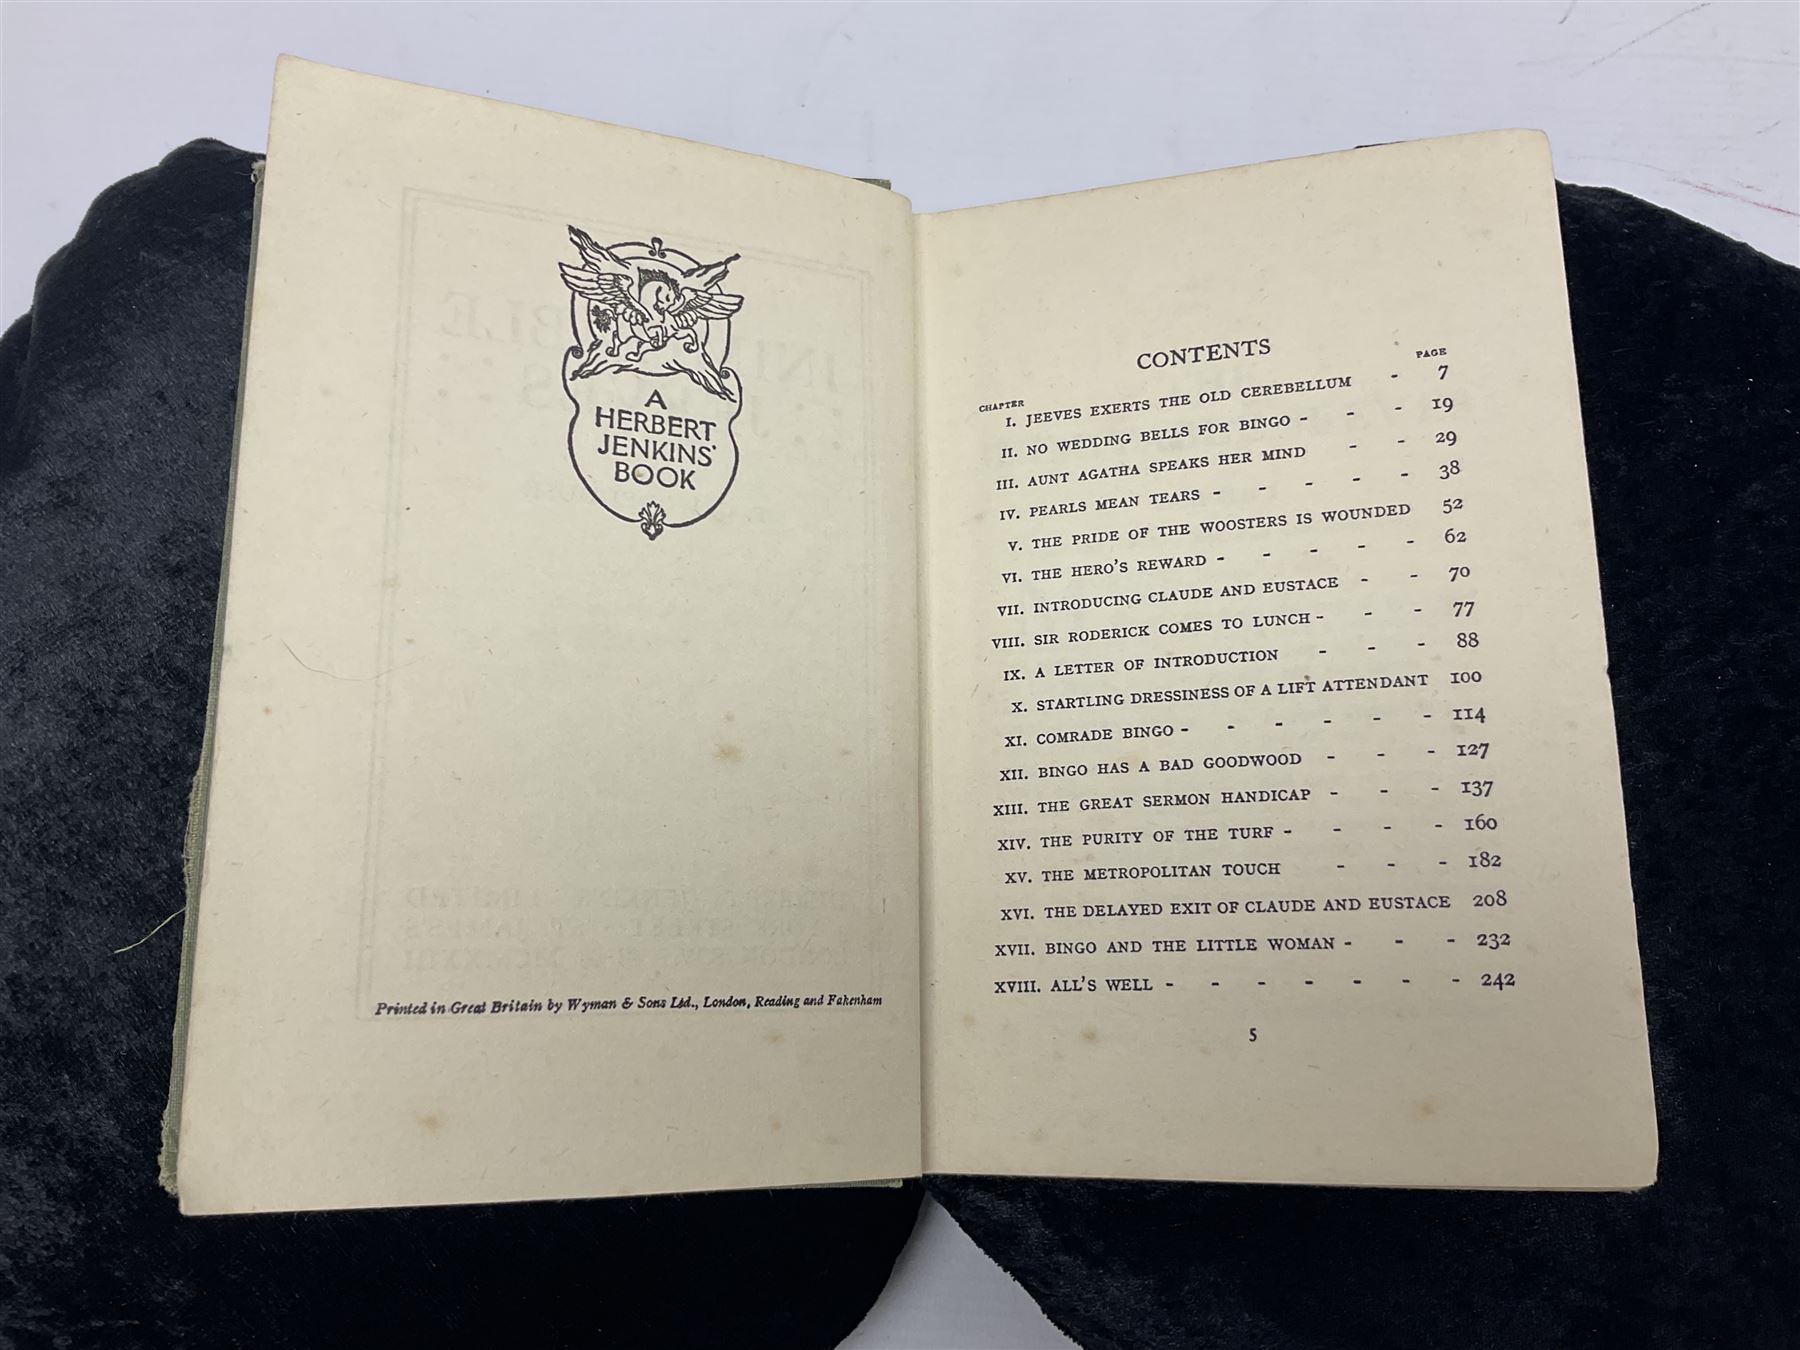 A
HERBERT
JENKINS'
BOOK
Printed in Great Britain by Wyman & Sons Ltd., London, Reading and Fakenham
CONTENTS
CHAPTER PAGE
I. JEEVES EXERTS THE OLD CEREBELLUM - 7
II. NO WEDDING BELLS FOR BINGO - - - 19
III. AUNT AGATHA SPEAKS HER MIND - - 29
IV. PEARLS MEAN TEARS - - - - - 38
V. THE PRIDE OF THE WOOSTERS IS WOUNDED 52
VI. THE HERO'S REWARD - - - - - 62
VII. INTRODUCING CLAUDE AND EUSTACE - - 70
VIII. SIR RODERICK COMES TO LUNCH - - - 77
IX. A LETTER OF INTRODUCTION - - - 88
X. STARTLING DRESSINESS OF A LIFT ATTENDANT 100
XI. COMRADE BINGO - - - - - - 114
XII. BINGO HAS A BAD GOODWOOD - - - 127
XIII. THE GREAT SERMON HANDICAP - - - 137
XIV. THE PURITY OF THE TURF - - - - 160
XV. THE METROPOLITAN TOUCH - - - 182
XVI. THE DELAYED EXIT OF CLAUDE AND EUSTACE 208
XVII. BINGO AND THE LITTLE WOMAN - - - 232
XVIII. ALL'S WELL - - - - - - - 242
5